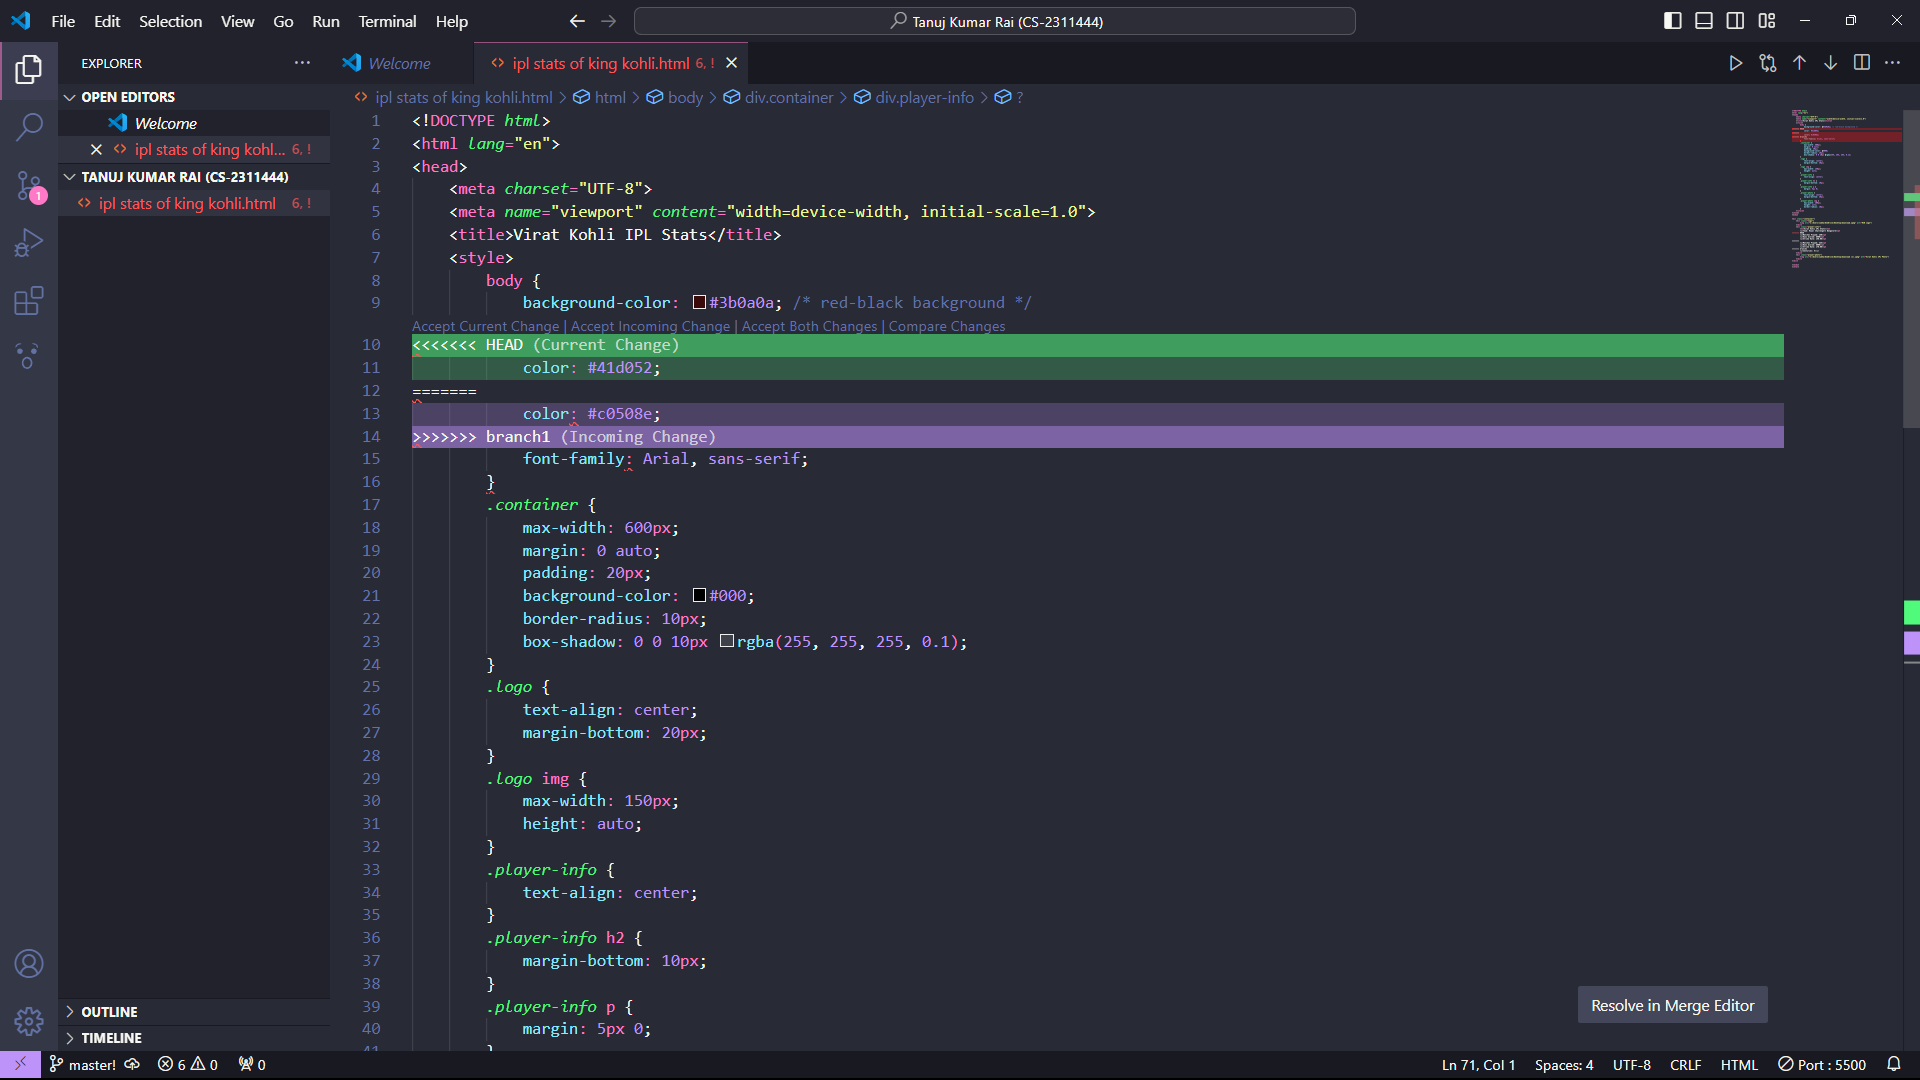 File Edit Selection View Go Run Terminal Help
Tanuj Kumar Rai (CS-2311444)
EXPLORER
OPEN EDITORS
Welcome
ipl stats of king kohl... 6, !
TANUJ KUMAR RAI (CS-2311444)
ipl stats of king kohli.html 6, !
1
OUTLINE
TIMELINE
Welcome
ipl stats of king kohli.html 6, !
ipl stats of king kohli.html > html > body > div.container > div.player-info > ?
1 <!DOCTYPE html>
2 <html lang="en">
3 <head>
4 <meta charset="UTF-8">
5 <meta name="viewport" content="width=device-width, initial-scale=1.0">
6 <title>Virat Kohli IPL Stats</title>
7 <style>
8 body {
9 background-color: #3b0a0a; /* red-black background */
Accept Current Change | Accept Incoming Change | Accept Both Changes | Compare Changes
10 <<<<<<< HEAD (Current Change)
11 color: #41d052;
12 =======
13 color: #c0508e;
14 >>>>>>> branch1 (Incoming Change)
15 font-family: Arial, sans-serif;
16 }
17 .container {
18 max-width: 600px;
19 margin: 0 auto;
20 padding: 20px;
21 background-color: #000;
22 border-radius: 10px;
23 box-shadow: 0 0 10px rgba(255, 255, 255, 0.1);
24 }
25 .logo {
26 text-align: center;
27 margin-bottom: 20px;
28 }
29 .logo img {
30 max-width: 150px;
31 height: auto;
32 }
33 .player-info {
34 text-align: center;
35 }
36 .player-info h2 {
37 margin-bottom: 10px;
38 }
39 .player-info p {
40 margin: 5px 0;
41 }
Resolve in Merge Editor
master! 6 0 0 Ln 71, Col 1 Spaces: 4 UTF-8 CRLF HTML Port : 5500